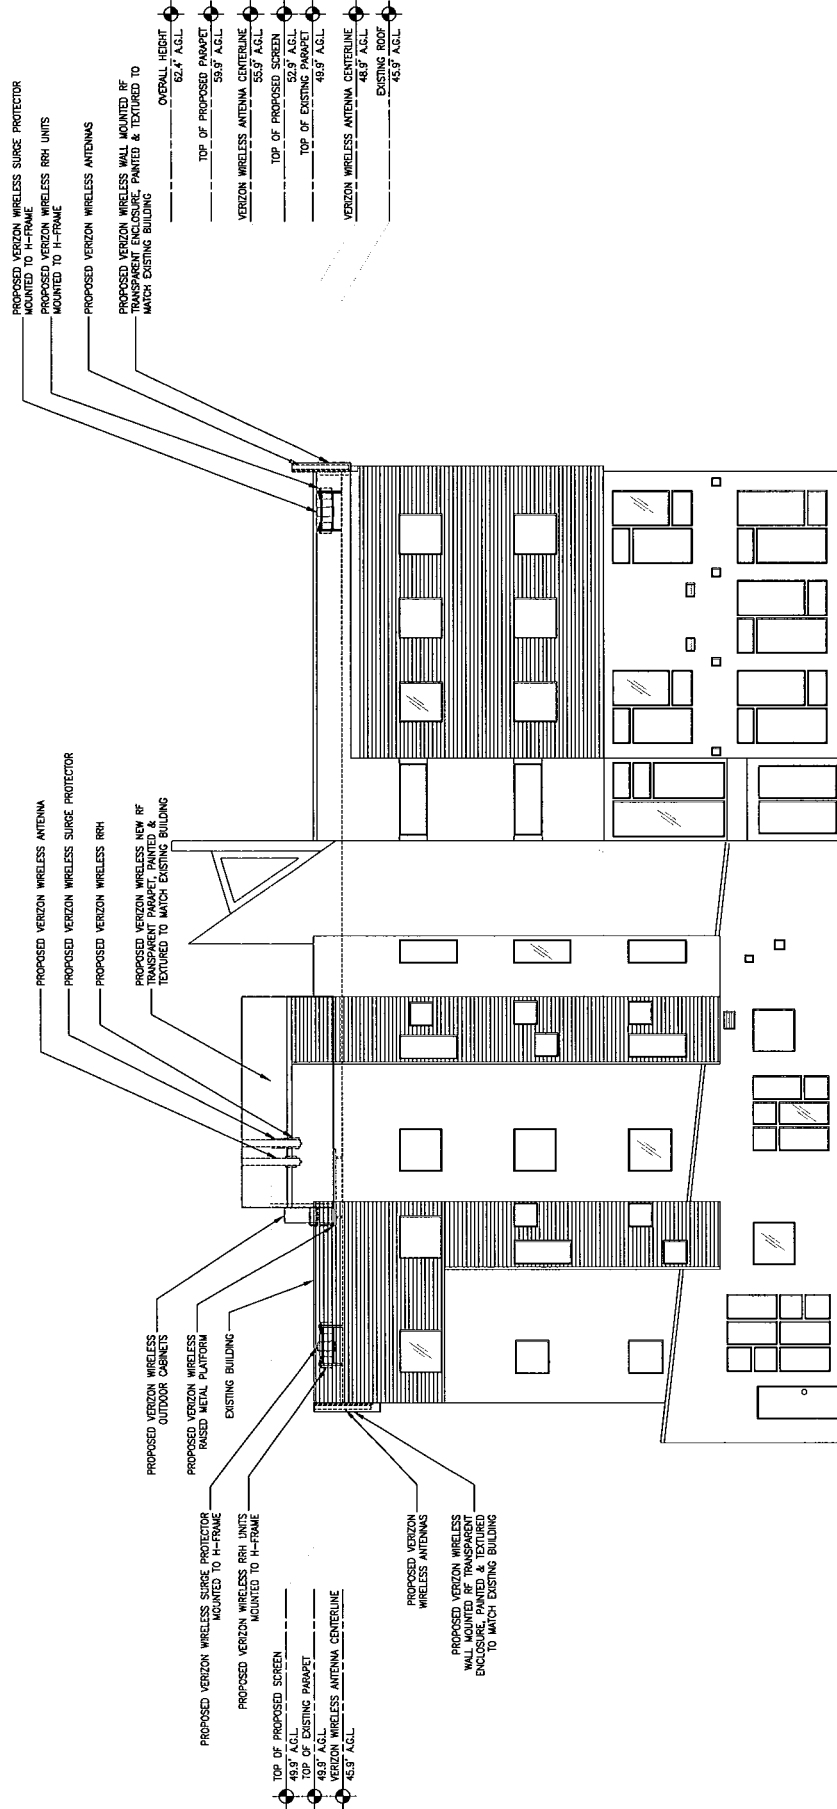 PROPOSED VERIZON WIRELESS SURGE PROTECTOR
MOUNTED TO H-FRAME
PROPOSED VERIZON WIRELESS RRH UNITS
MOUNTED TO H-FRAME
PROPOSED VERIZON WIRELESS ANTENNAS
PROPOSED VERIZON WIRELESS WALL MOUNTED RF
TRANSPARENT ENCLOSURE, PAINTED & TEXTURED TO
MATCH EXISTING BUILDING
OVERALL HEIGHT
62.4' A.G.L.
TOP OF PROPOSED PARAPET
59.9' A.G.L.
VERIZON WIRELESS ANTENNA CENTERLINE
55.9' A.G.L.
TOP OF PROPOSED SCREEN
52.9' A.G.L.
TOP OF EXISTING PARAPET
49.9' A.G.L.
VERIZON WIRELESS ANTENNA CENTERLINE
48.9' A.G.L.
EXISTING ROOF
45.9' A.G.L.
PROPOSED VERIZON WIRELESS ANTENNA
PROPOSED VERIZON WIRELESS SURGE PROTECTOR
PROPOSED VERIZON WIRELESS RRH
PROPOSED VERIZON WIRELESS NEW RF
TRANSPARENT PARAPET, PAINTED &
TEXTURED TO MATCH EXISTING BUILDING
PROPOSED VERIZON WIRELESS
OUTDOOR CABINETS
PROPOSED VERIZON WIRELESS
RAISED METAL PLATFORM
EXISTING BUILDING
PROPOSED VERIZON WIRELESS SURGE PROTECTOR
MOUNTED TO H-FRAME
PROPOSED VERIZON WIRELESS RRH UNITS
MOUNTED TO H-FRAME
TOP OF PROPOSED SCREEN
49.9' A.G.L.
TOP OF EXISTING PARAPET
49.9' A.G.L.
VERIZON WIRELESS ANTENNA CENTERLINE
45.9' A.G.L.
PROPOSED VERIZON
WIRELESS ANTENNAS
PROPOSED VERIZON WIRELESS
WALL MOUNTED RF TRANSPARENT
ENCLOSURE, PAINTED & TEXTURED
TO MATCH EXISTING BUILDING